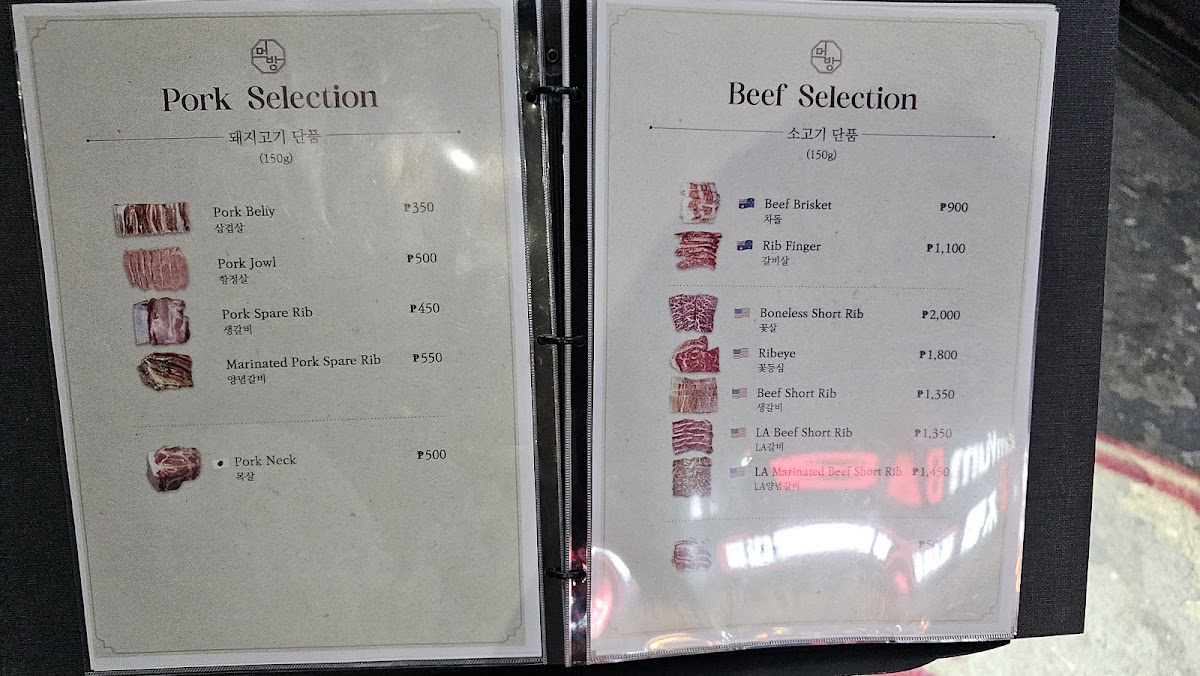 먹방
Pork Selection
돼지고기 단품
(150g)
Pork Belly ₱350
삼겹살
Pork Jowl ₱500
항정살
Pork Spare Rib ₱450
생갈비
Marinated Pork Spare Rib ₱550
양념갈비
Pork Neck ₱500
목살
먹방
Beef Selection
소고기 단품
(150g)
Beef Brisket ₱900
차돌
Rib Finger ₱1,100
갈비살
Boneless Short Rib ₱2,000
꽃살
Ribeye ₱1,800
꽃등심
Beef Short Rib ₱1,350
생갈비
LA Beef Short Rib ₱1,350
LA갈비
LA Marinated Beef Short Rib ₱1,450
LA양념갈비